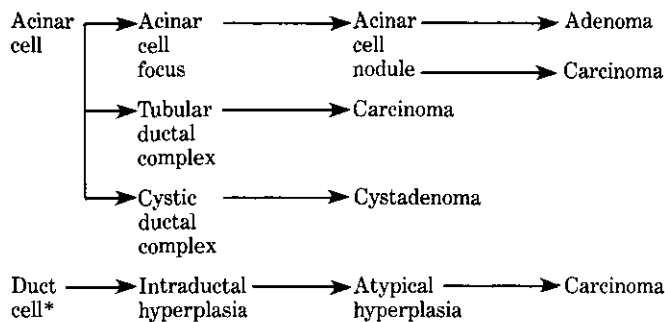 Acinar Acinar Acinar Adenoma
cell cell cell
focus nodule Carcinoma
Tubular Carcinoma
ductal
complex
Cystic Cystadenoma
ductal
complex
Duct Intraductal Atypical Carcinoma
cell* hyperplasia hyperplasia